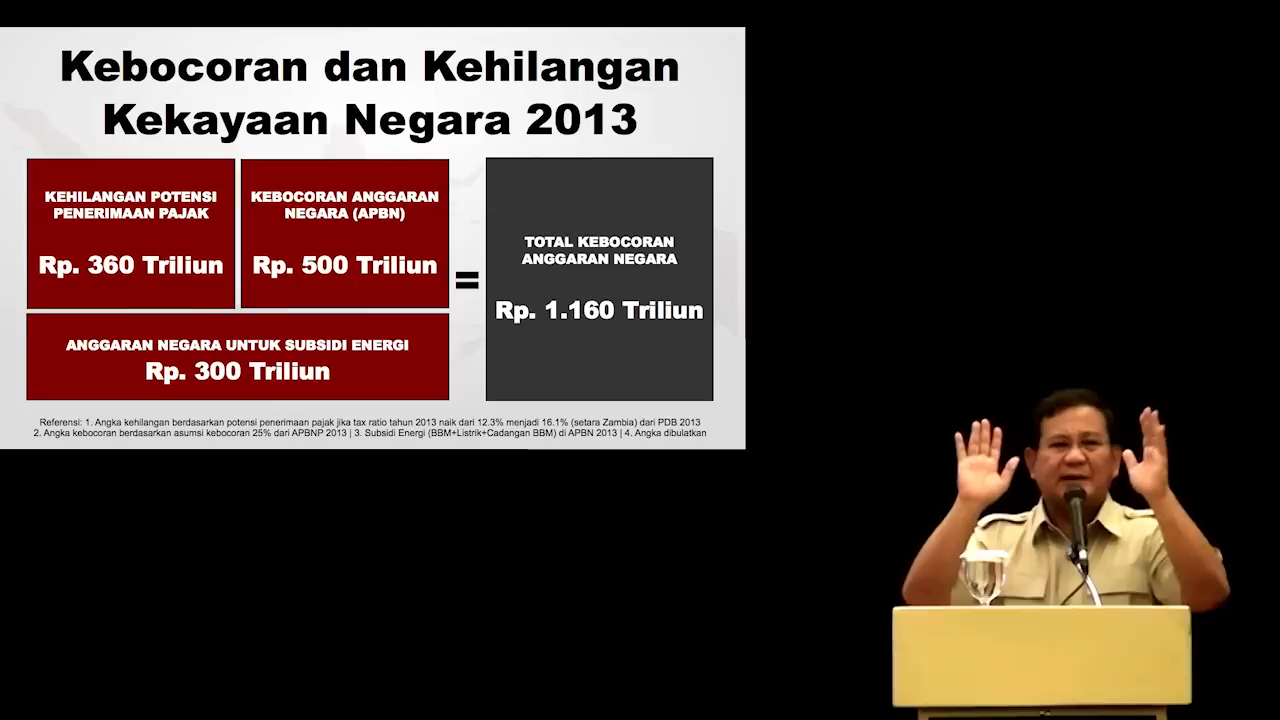 Kebocoran dan Kehilangan
Kekayaan Negara 2013
KEHILANGAN POTENSI
PENERIMAAN PAJAK
Rp. 360 Triliun
KEBOCORAN ANGGARAN
NEGARA (APBN)
Rp. 500 Triliun
ANGGARAN NEGARA UNTUK SUBSIDI ENERGI
Rp. 300 Triliun
=
TOTAL KEBOCORAN
ANGGARAN NEGARA
Rp. 1.160 Triliun
Referensi: 1. Angka kehilangan berdasarkan potensi penerimaan pajak jika tax ratio tahun 2013 naik dari 12.3% menjadi 16.1% (setara Zambia) dari PDB 2013
2. Angka kebocoran berdasarkan asumsi kebocoran 25% dari APBNP 2013 | 3. Subsidi Energi (BBM+Listrik+Cadangan BBM) di APBN 2013 | 4. Angka dibulatkan